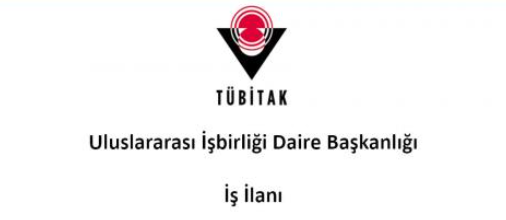 TÜBİTAK
Uluslararası İşbirliği Daire Başkanlığı
İş İlanı